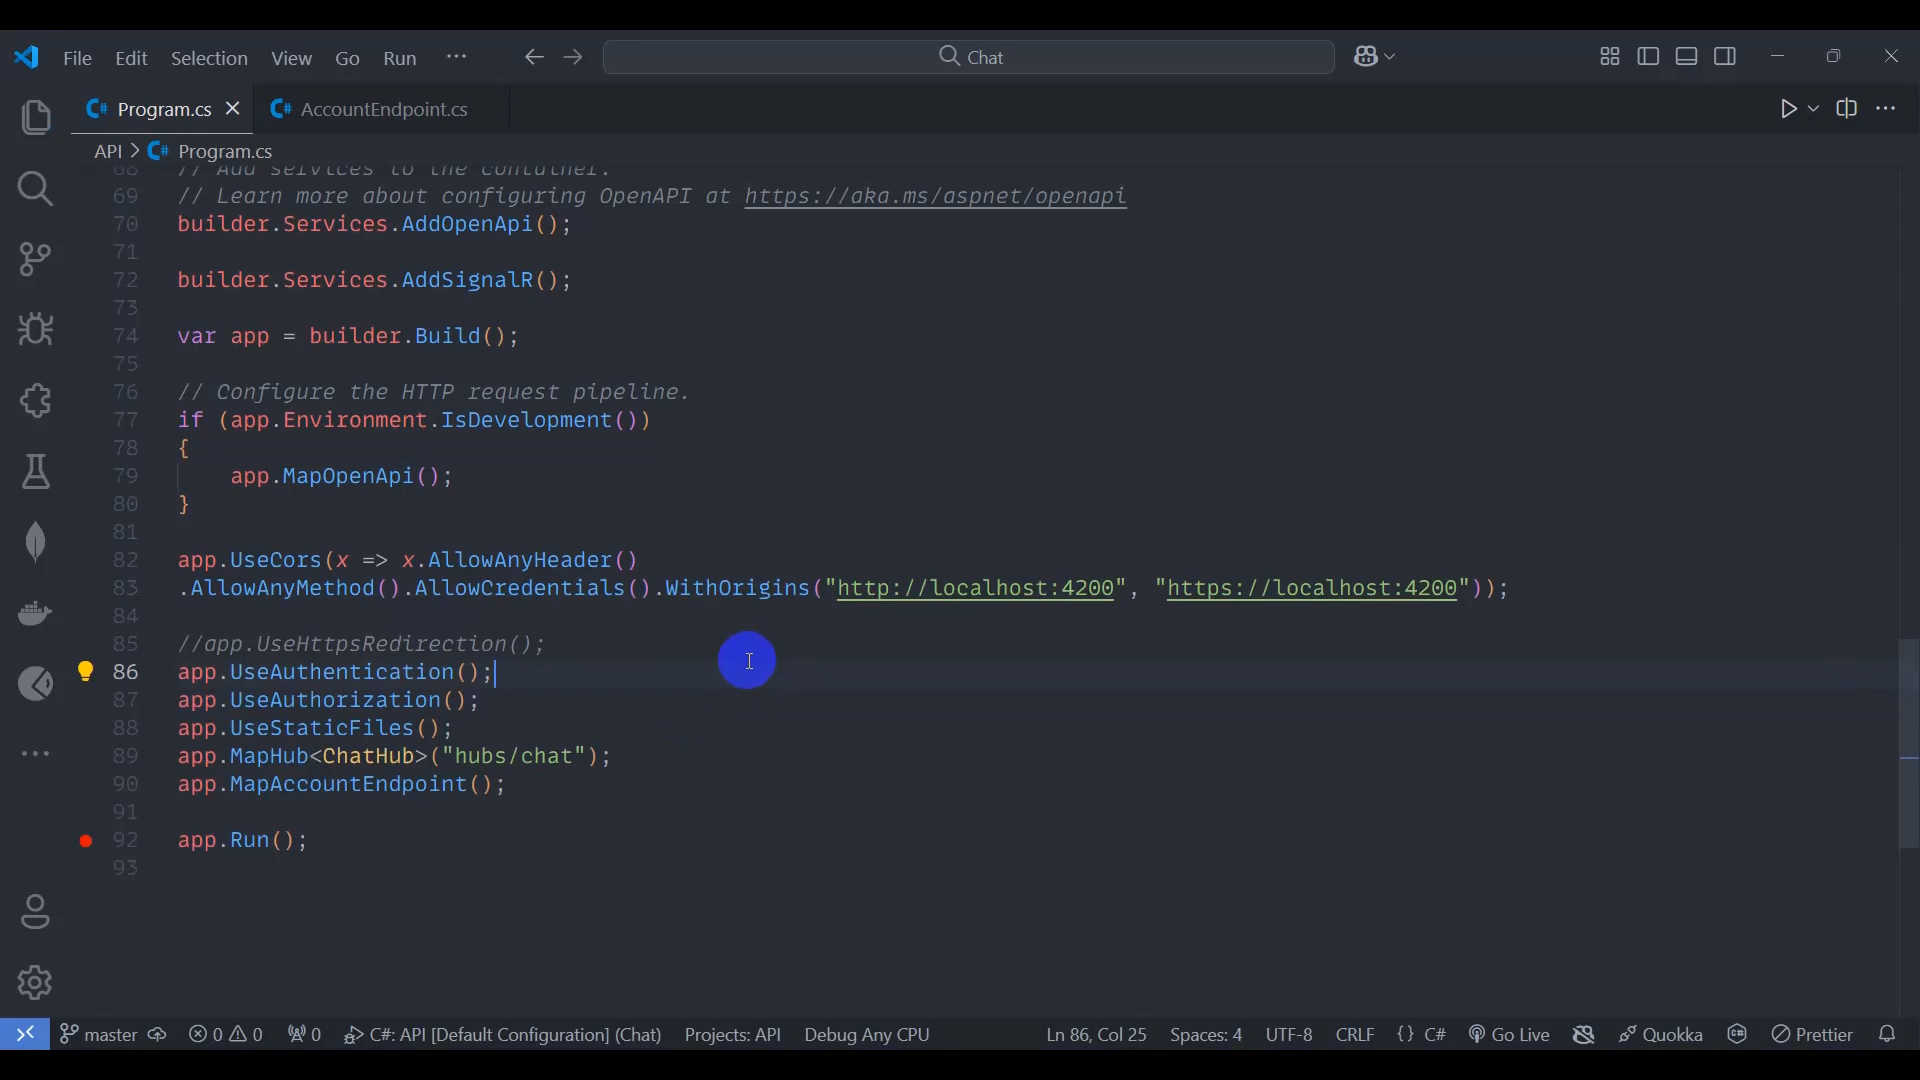 File Edit Selection View Go Run ··· Chat
Program.cs AccountEndpoint.cs
API > Program.cs
68 // Add services to the container.
69 // Learn more about configuring OpenAPI at https://aka.ms/aspnet/openapi
70 builder.Services.AddOpenApi();
71
72 builder.Services.AddSignalR();
73
74 var app = builder.Build();
75
76 // Configure the HTTP request pipeline.
77 if (app.Environment.IsDevelopment())
78 {
79     app.MapOpenApi();
80 }
81
82 app.UseCors(x => x.AllowAnyHeader()
83 .AllowAnyMethod().AllowCredentials().WithOrigins("http://localhost:4200", "https://localhost:4200"));
84
85 //app.UseHttpsRedirection();
86 app.UseAuthentication();
87 app.UseAuthorization();
88 app.UseStaticFiles();
89 app.MapHub<ChatHub>("hubs/chat");
90 app.MapAccountEndpoint();
91
92 app.Run();
93
master 0 0 0 C#: API [Default Configuration] (Chat) Projects: API Debug Any CPU Ln 86, Col 25 Spaces: 4 UTF-8 CRLF {} C# Go Live Quokka Prettier